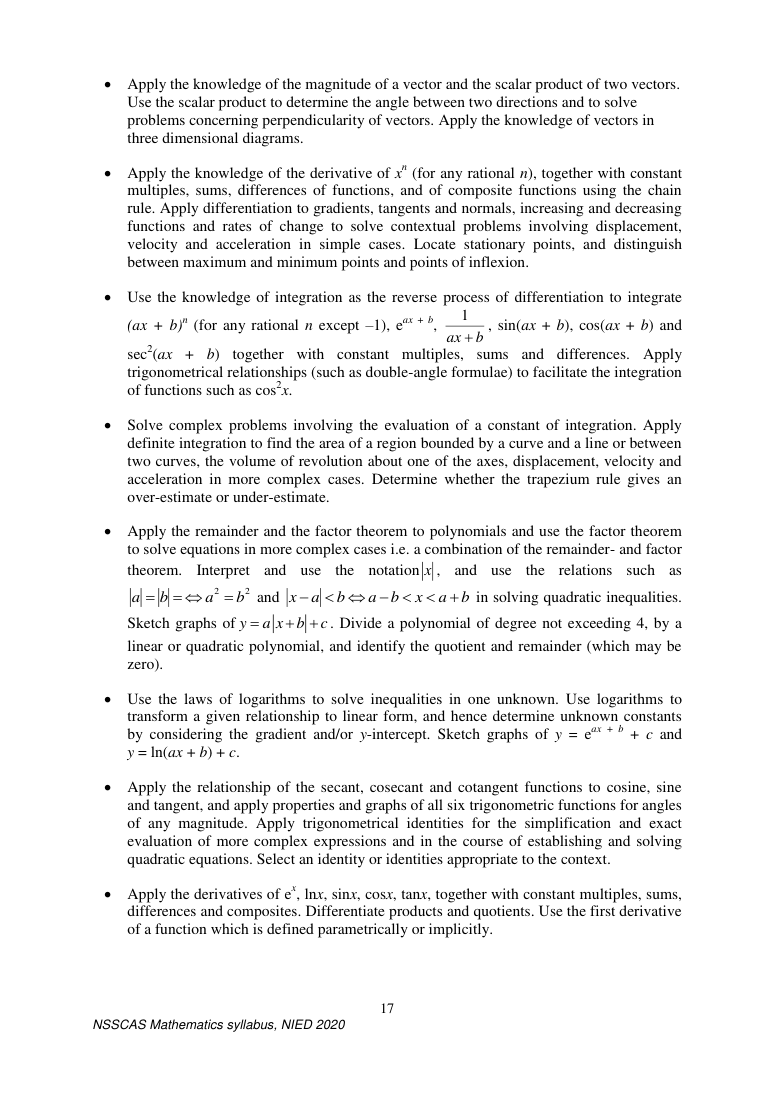 • Apply the knowledge of the magnitude of a vector and the scalar product of two vectors.
Use the scalar product to determine the angle between two directions and to solve
problems concerning perpendicularity of vectors. Apply the knowledge of vectors in
three dimensional diagrams.
• Apply the knowledge of the derivative of xⁿ (for any rational n), together with constant
multiples, sums, differences of functions, and of composite functions using the chain
rule. Apply differentiation to gradients, tangents and normals, increasing and decreasing
functions and rates of change to solve contextual problems involving displacement,
velocity and acceleration in simple cases. Locate stationary points, and distinguish
between maximum and minimum points and points of inflexion.
• Use the knowledge of integration as the reverse process of differentiation to integrate
(ax + b)ⁿ (for any rational n except –1), e^(ax + b), 1/(ax + b), sin(ax + b), cos(ax + b) and
sec²(ax + b) together with constant multiples, sums and differences. Apply
trigonometrical relationships (such as double-angle formulae) to facilitate the integration
of functions such as cos²x.
• Solve complex problems involving the evaluation of a constant of integration. Apply
definite integration to find the area of a region bounded by a curve and a line or between
two curves, the volume of revolution about one of the axes, displacement, velocity and
acceleration in more complex cases. Determine whether the trapezium rule gives an
over-estimate or under-estimate.
• Apply the remainder and the factor theorem to polynomials and use the factor theorem
to solve equations in more complex cases i.e. a combination of the remainder- and factor
theorem. Interpret and use the notation |x|, and use the relations such as
|a| = |b| = ⇔ a² = b² and |x − a| < b ⇔ a − b < x < a + b in solving quadratic inequalities.
Sketch graphs of y = a|x + b| + c. Divide a polynomial of degree not exceeding 4, by a
linear or quadratic polynomial, and identify the quotient and remainder (which may be
zero).
• Use the laws of logarithms to solve inequalities in one unknown. Use logarithms to
transform a given relationship to linear form, and hence determine unknown constants
by considering the gradient and/or y-intercept. Sketch graphs of y = e^(ax + b) + c and
y = ln(ax + b) + c.
• Apply the relationship of the secant, cosecant and cotangent functions to cosine, sine
and tangent, and apply properties and graphs of all six trigonometric functions for angles
of any magnitude. Apply trigonometrical identities for the simplification and exact
evaluation of more complex expressions and in the course of establishing and solving
quadratic equations. Select an identity or identities appropriate to the context.
• Apply the derivatives of eˣ, lnx, sinx, cosx, tanx, together with constant multiples, sums,
differences and composites. Differentiate products and quotients. Use the first derivative
of a function which is defined parametrically or implicitly.
17
NSSCAS Mathematics syllabus, NIED 2020